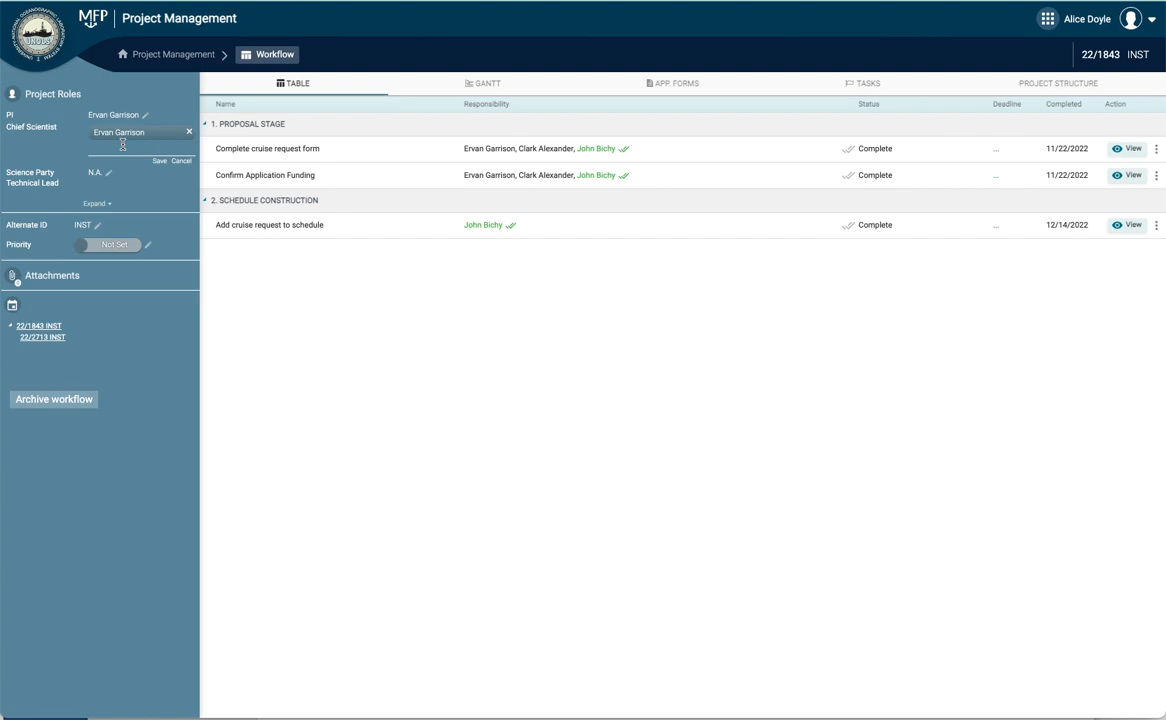 MFP Project Management
Alice Doyle
Project Management > Workflow
22/1843 INST
Project Roles
PI Ervan Garrison
Chief Scientist
Ervan Garrison ×
Save Cancel
Science Party Technical Lead N.A.
Expand
Alternate ID INST
Priority Not Set
0 Attachments
22/1843 INST
22/2713 INST
Archive workflow
TABLE GANTT APP. FORMS TASKS PROJECT STRUCTURE
Name Responsibility Status Deadline Completed Action
1. PROPOSAL STAGE
Complete cruise request form Ervan Garrison, Clark Alexander, John Bichy Complete ... 11/22/2022 View
Confirm Application Funding Ervan Garrison, Clark Alexander, John Bichy Complete ... 11/22/2022 View
2. SCHEDULE CONSTRUCTION
Add cruise request to schedule John Bichy Complete ... 12/14/2022 View